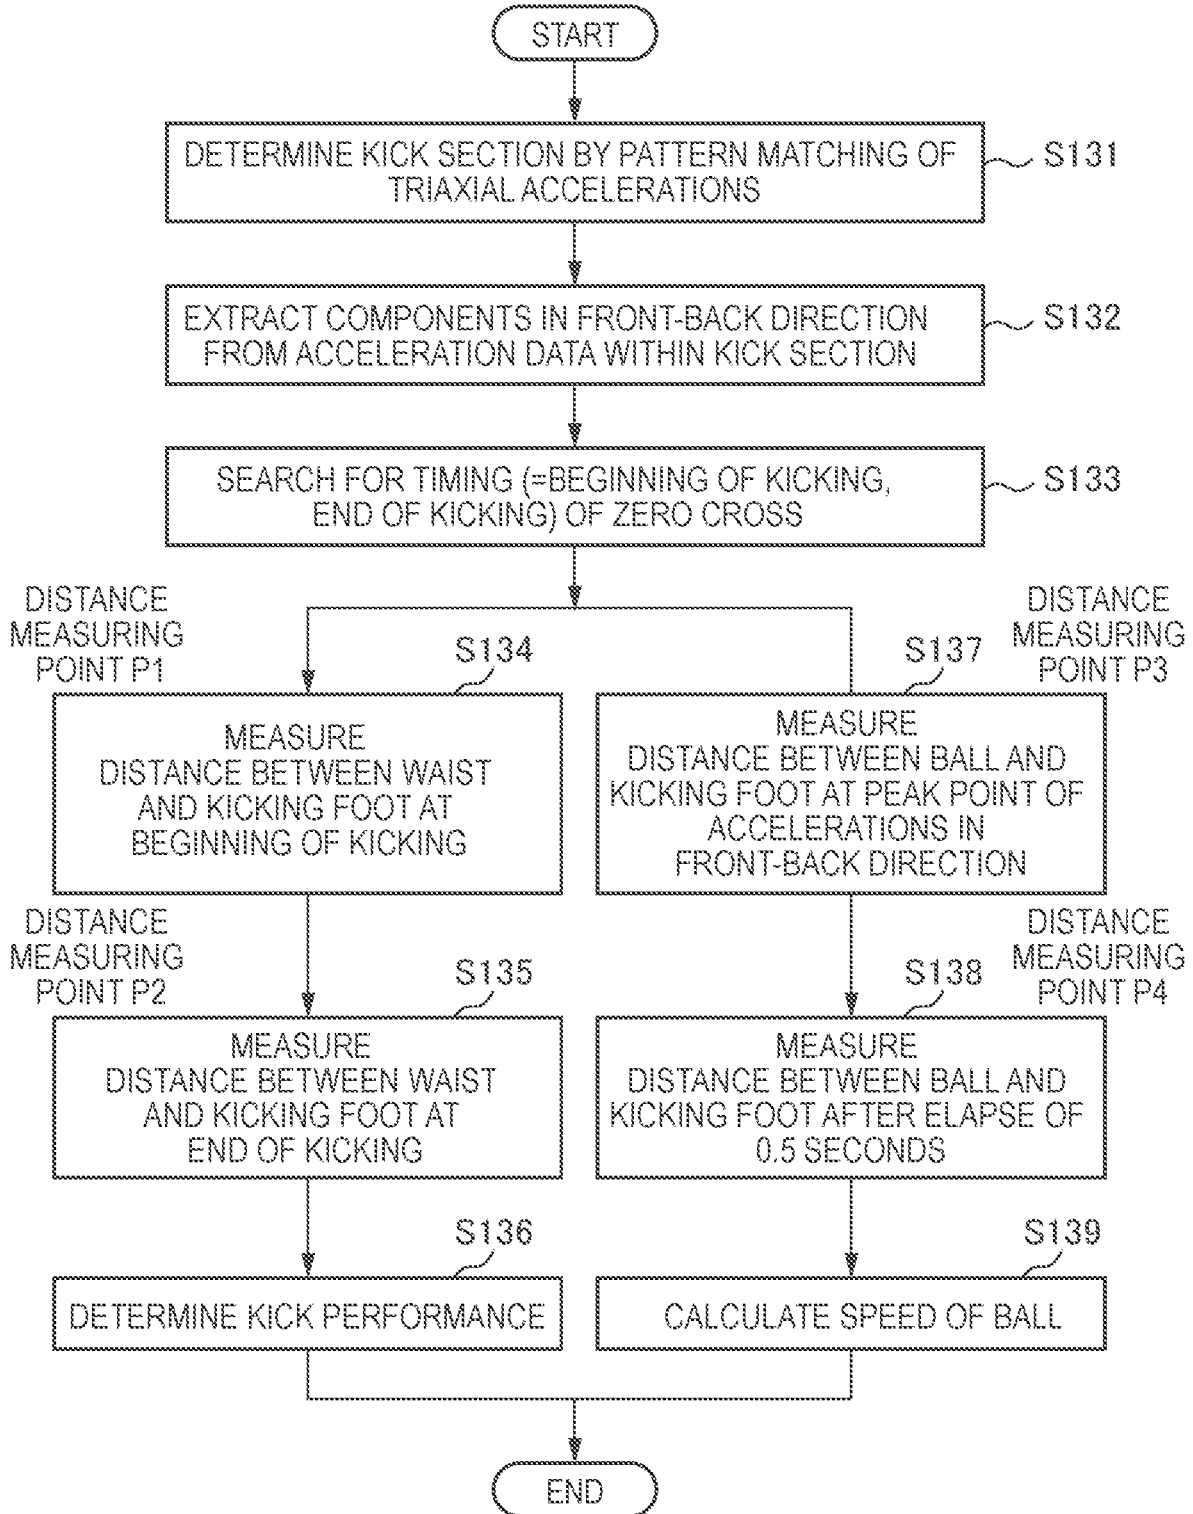 START
DETERMINE KICK SECTION BY PATTERN MATCHING OF
TRIAXIAL ACCELERATIONS
S131
EXTRACT COMPONENTS IN FRONT-BACK DIRECTION
FROM ACCELERATION DATA WITHIN KICK SECTION
S132
SEARCH FOR TIMING (=BEGINNING OF KICKING,
END OF KICKING) OF ZERO CROSS
S133
DISTANCE
MEASURING
POINT P1
S134
MEASURE
DISTANCE BETWEEN WAIST
AND KICKING FOOT AT
BEGINNING OF KICKING
DISTANCE
MEASURING
POINT P2
S135
MEASURE
DISTANCE BETWEEN WAIST
AND KICKING FOOT AT
END OF KICKING
S136
DETERMINE KICK PERFORMANCE
DISTANCE
MEASURING
POINT P3
S137
MEASURE
DISTANCE BETWEEN BALL AND
KICKING FOOT AT PEAK POINT OF
ACCELERATIONS IN
FRONT-BACK DIRECTION
DISTANCE
MEASURING
POINT P4
S138
MEASURE
DISTANCE BETWEEN BALL AND
KICKING FOOT AFTER ELAPSE OF
0.5 SECONDS
S139
CALCULATE SPEED OF BALL
END